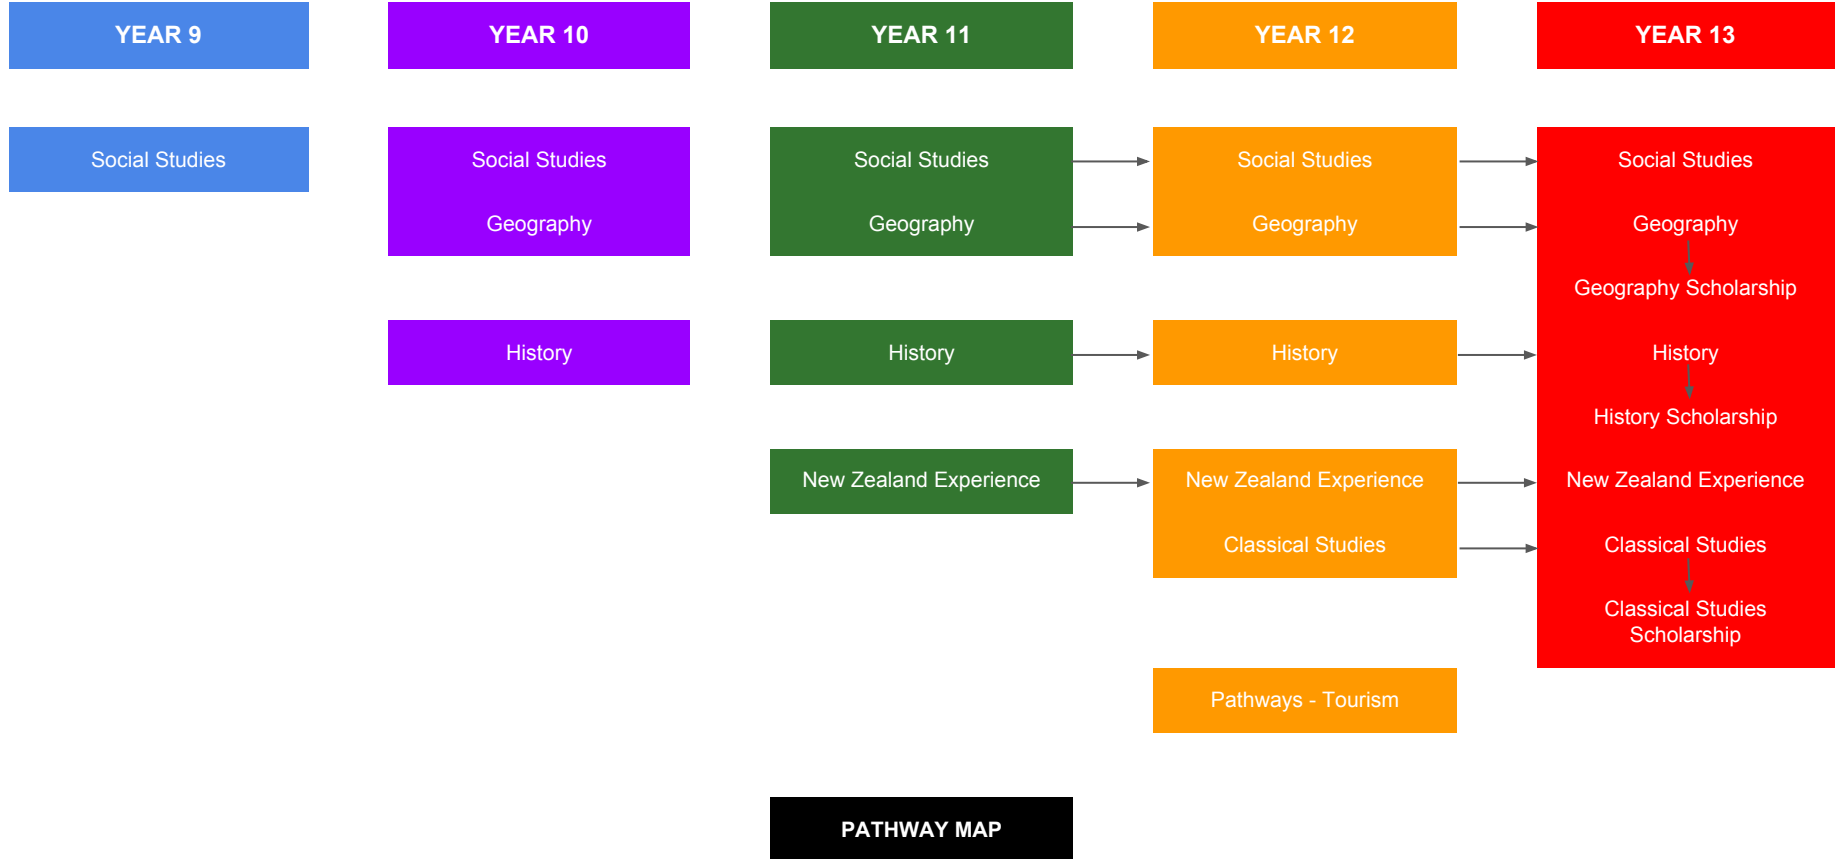 YEAR 9
YEAR 10
YEAR 11
YEAR 12
YEAR 13
Social Studies
Social Studies
Social Studies
Social Studies
Social Studies
Geography
Geography
Geography
Geography
Geography Scholarship
History
History
History
History
History Scholarship
New Zealand Experience
New Zealand Experience
New Zealand Experience
Classical Studies
Classical Studies
Classical Studies
Scholarship
Pathways - Tourism
PATHWAY MAP